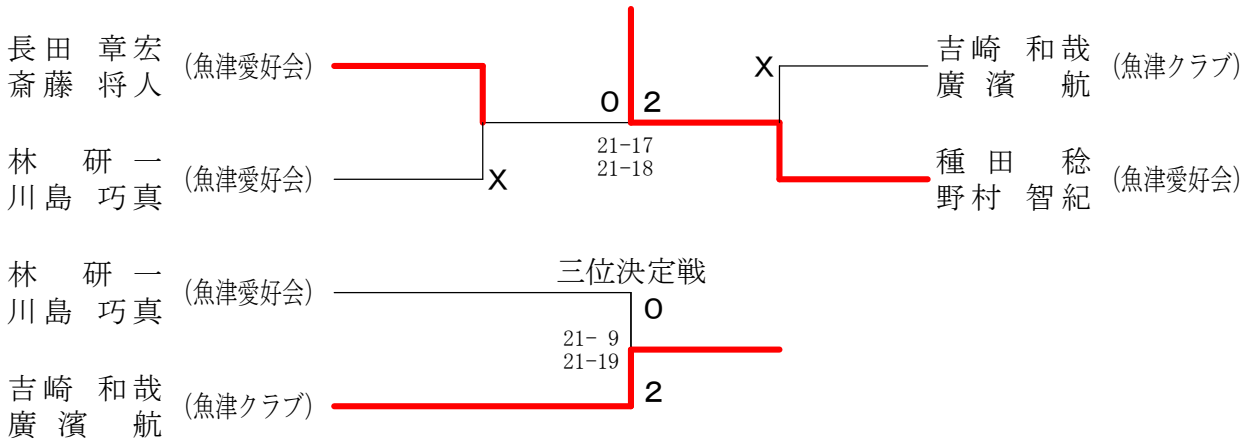 長田 章宏
斎藤 将人
(魚津愛好会)
林 研一
川島 巧真
(魚津愛好会)
X
0 2
21-17
21-18
X
吉崎 和哉
廣濱 航
(魚津クラブ)
種田 稔
野村 智紀
(魚津愛好会)
三位決定戦
林 研一
川島 巧真
(魚津愛好会)
0
21- 9
21-19
2
吉崎 和哉
廣濱 航
(魚津クラブ)